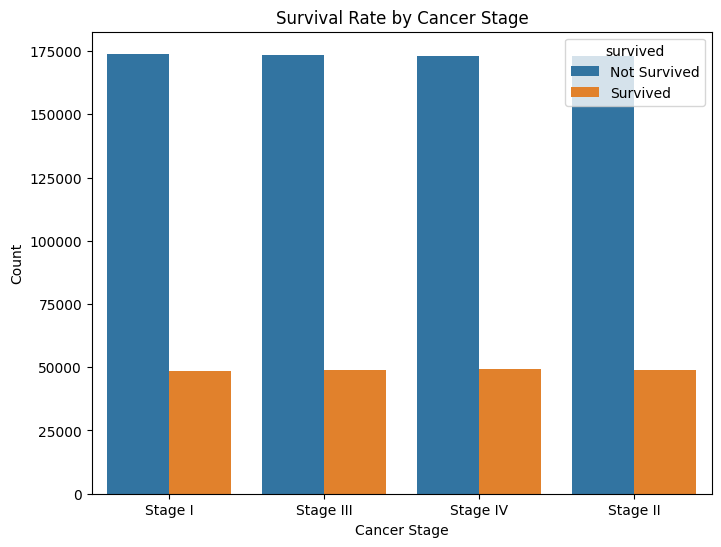 Survival Rate by Cancer Stage
survived
Not Survived
Survived
175000
150000
125000
100000
75000
50000
25000
0
Count
Stage I
Stage III
Stage IV
Stage II
Cancer Stage